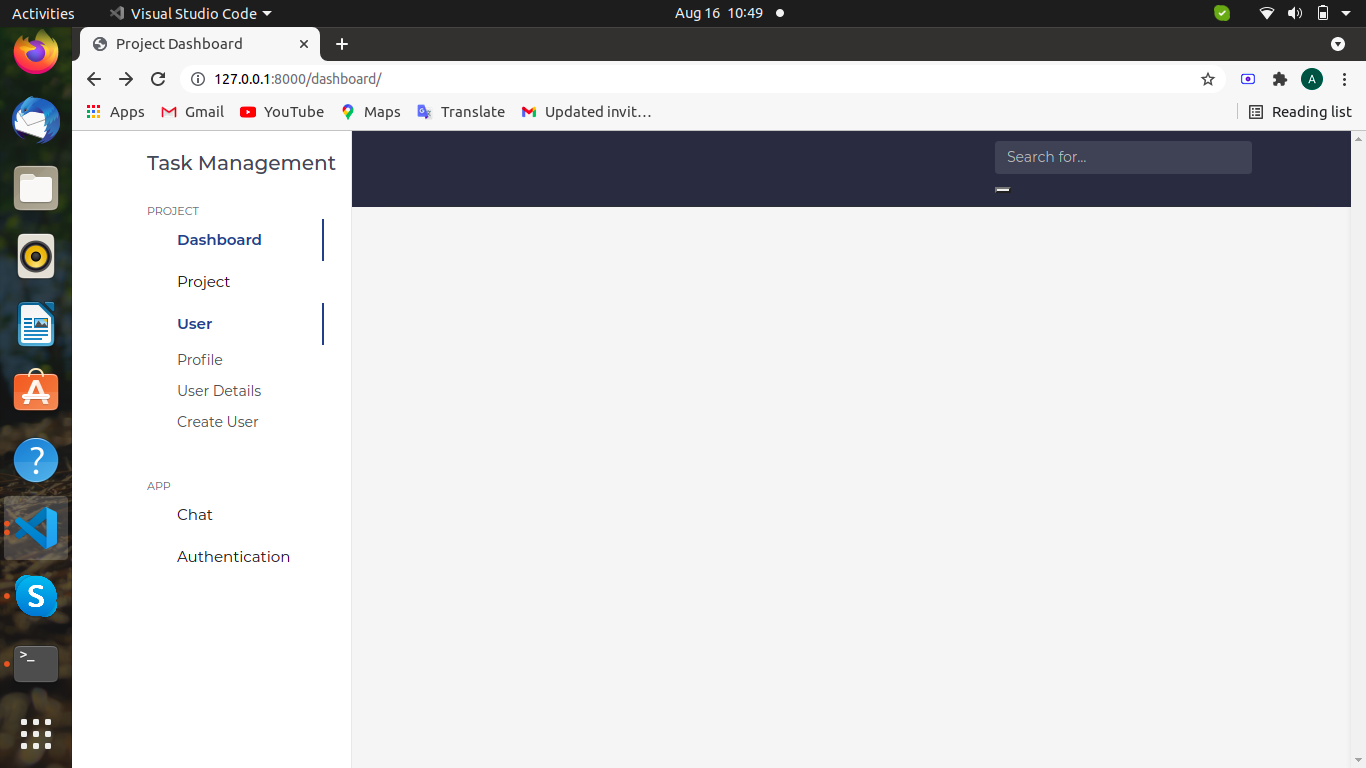 Activities Visual Studio Code Aug 16 10:49
Project Dashboard
127.0.0.1:8000/dashboard/ A
Apps Gmail YouTube Maps Translate Updated invit… Reading list
Task Management
Search for...
PROJECT
Dashboard
Project
User
Profile
User Details
Create User
APP
Chat
Authentication